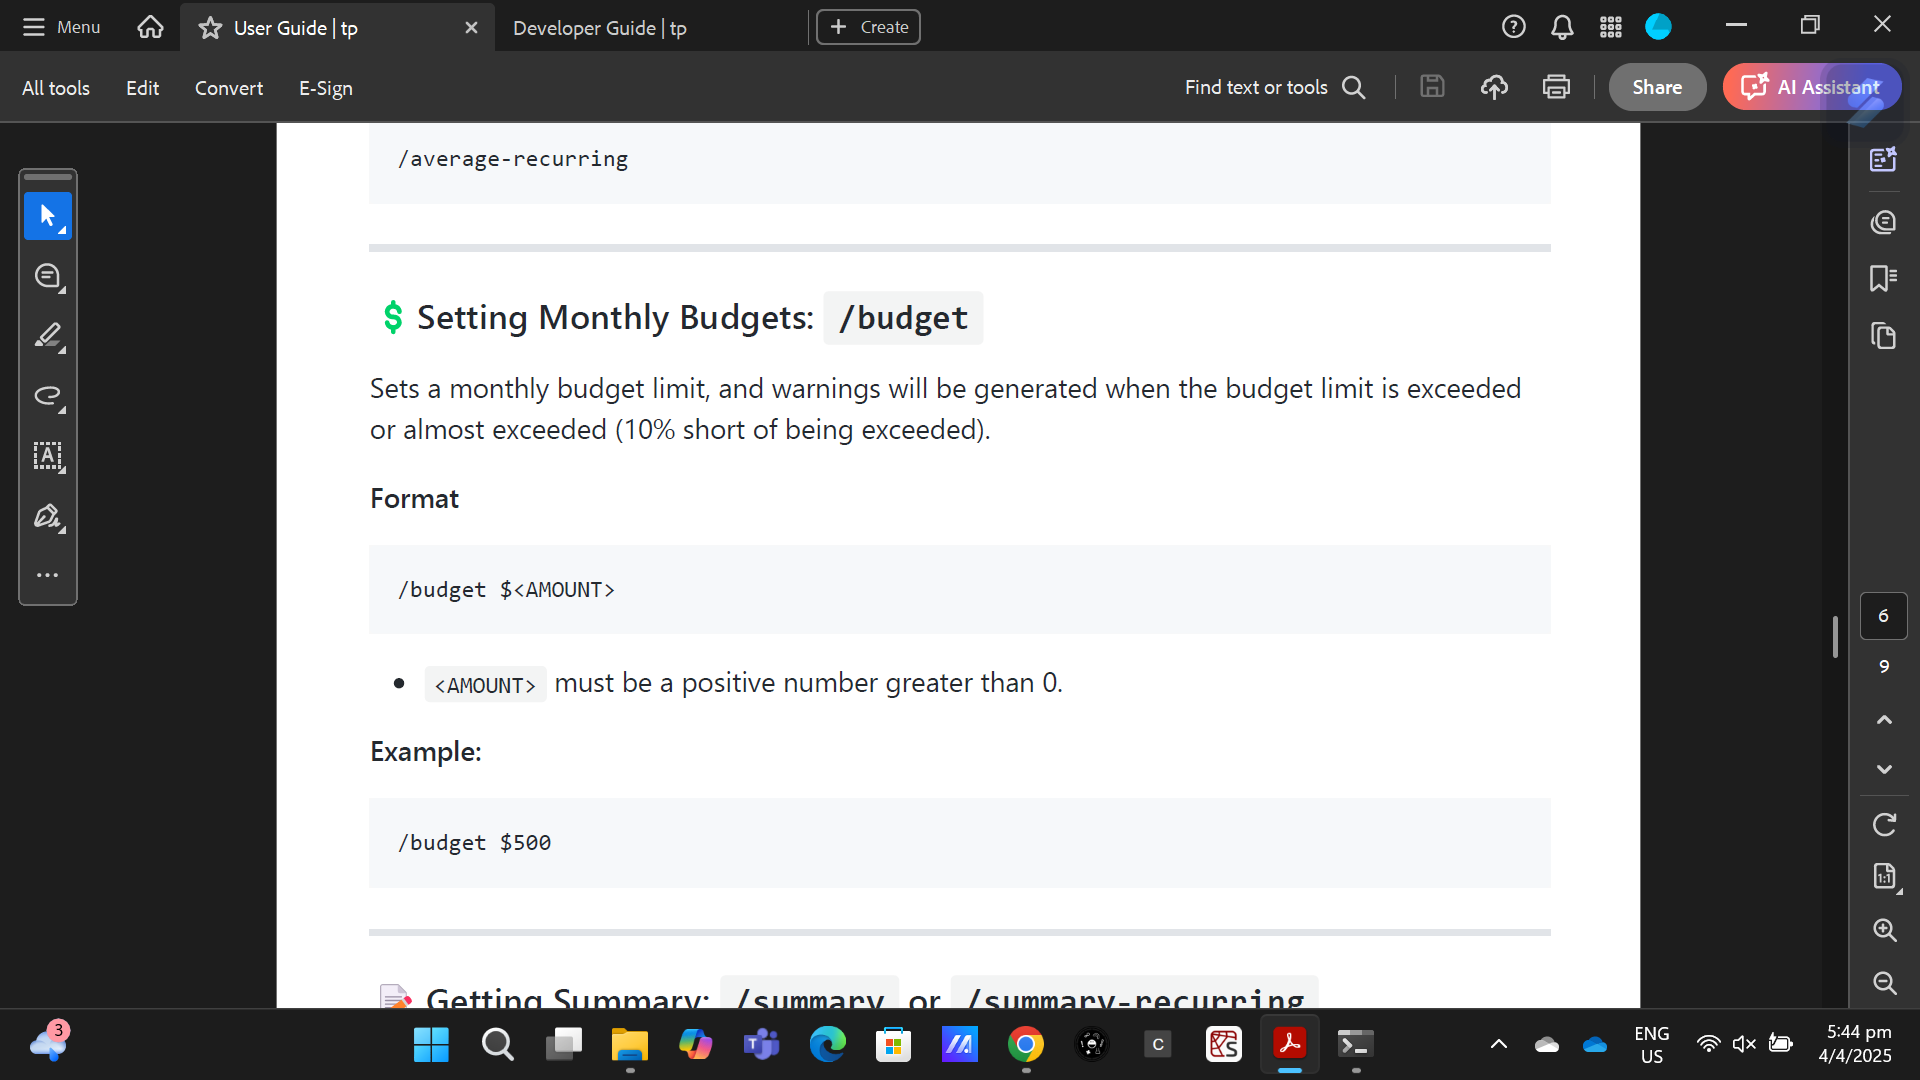 Menu
User Guide | tp
Developer Guide | tp
Create
All tools
Edit
Convert
E-Sign
Find text or tools
Share
AI Assistant
/average-recurring
Setting Monthly Budgets: /budget
Sets a monthly budget limit, and warnings will be generated when the budget limit is exceeded
or almost exceeded (10% short of being exceeded).
Format
/budget $<AMOUNT>
<AMOUNT> must be a positive number greater than 0.
Example:
/budget $500
Getting Summary: /summary or /summary-recurring
6
9
3
ENG
US
5:44 pm
4/4/2025